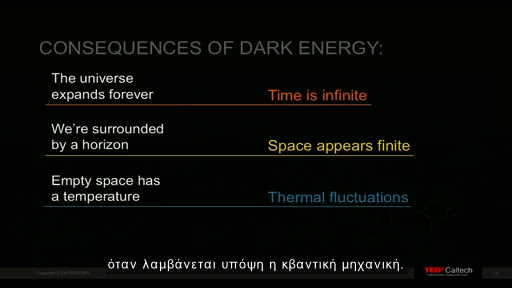 CONSEQUENCES OF DARK ENERGY:
The universe
expands forever
Time is infinite
We're surrounded
by a horizon
Space appears finite
Empty space has
a temperature
Thermal fluctuations
όταν λαμβάνεται υπόψη η κβαντική μηχανική.
TEDxCaltech